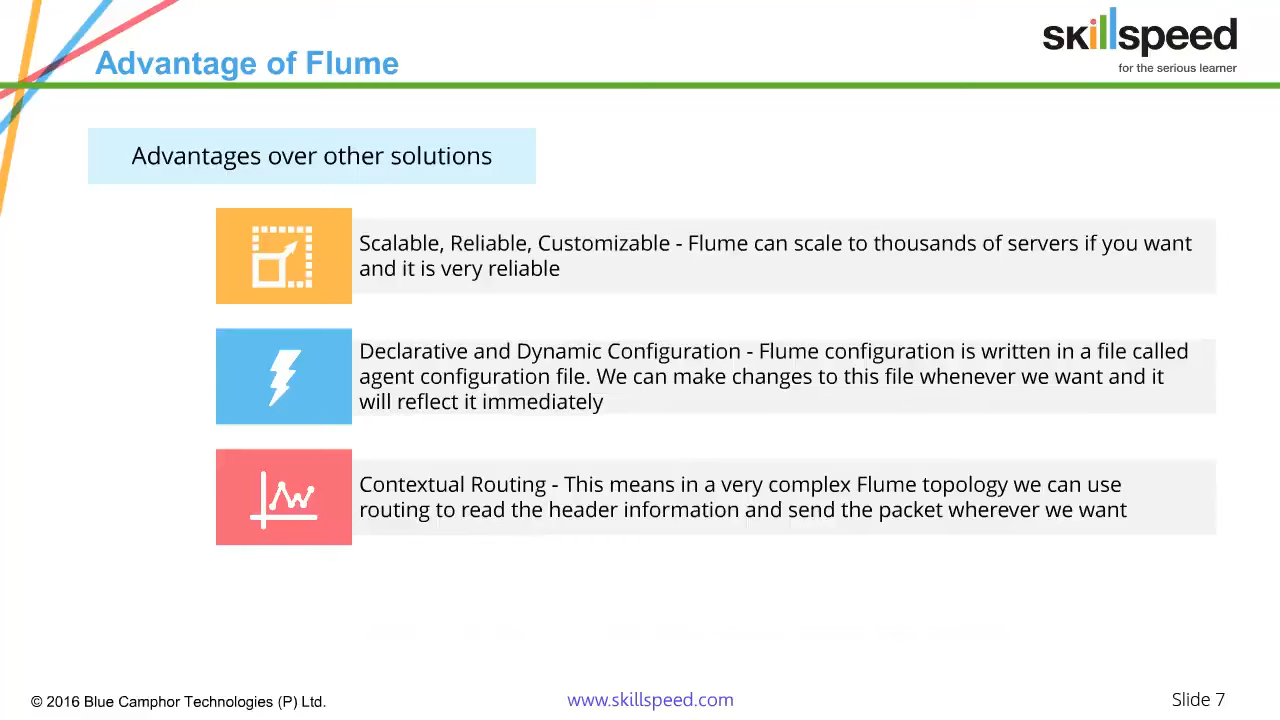 skillspeed
for the serious learner
Advantage of Flume
Advantages over other solutions
Scalable, Reliable, Customizable - Flume can scale to thousands of servers if you want
and it is very reliable
Declarative and Dynamic Configuration - Flume configuration is written in a file called
agent configuration file. We can make changes to this file whenever we want and it
will reflect it immediately
Contextual Routing - This means in a very complex Flume topology we can use
routing to read the header information and send the packet wherever we want
© 2016 Blue Camphor Technologies (P) Ltd.
www.skillspeed.com
Slide 7